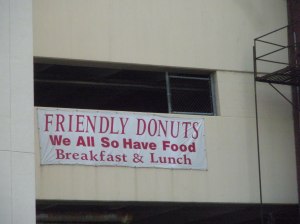 FRIENDLY DONUTS
We All So Have Food
Breakfast & Lunch